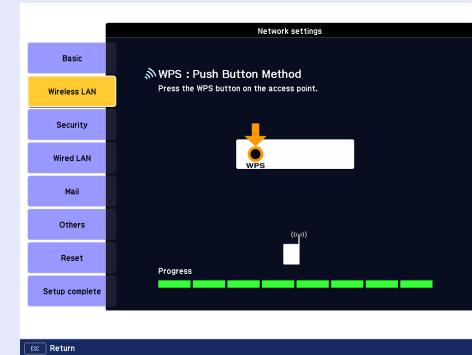 Network settings
Basic
Wireless LAN
Security
Wired LAN
Mail
Others
Reset
Setup complete
WPS : Push Button Method
Press the WPS button on the access point.
WPS
Progress
ESC Return